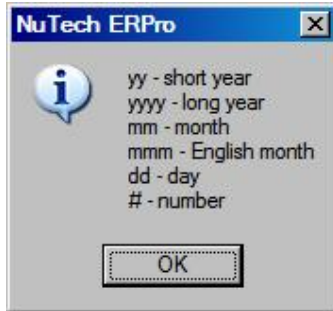 NuTech ERPro
yy - short year
yyyy - long year
mm - month
mmm - English month
dd - day
# - number
OK